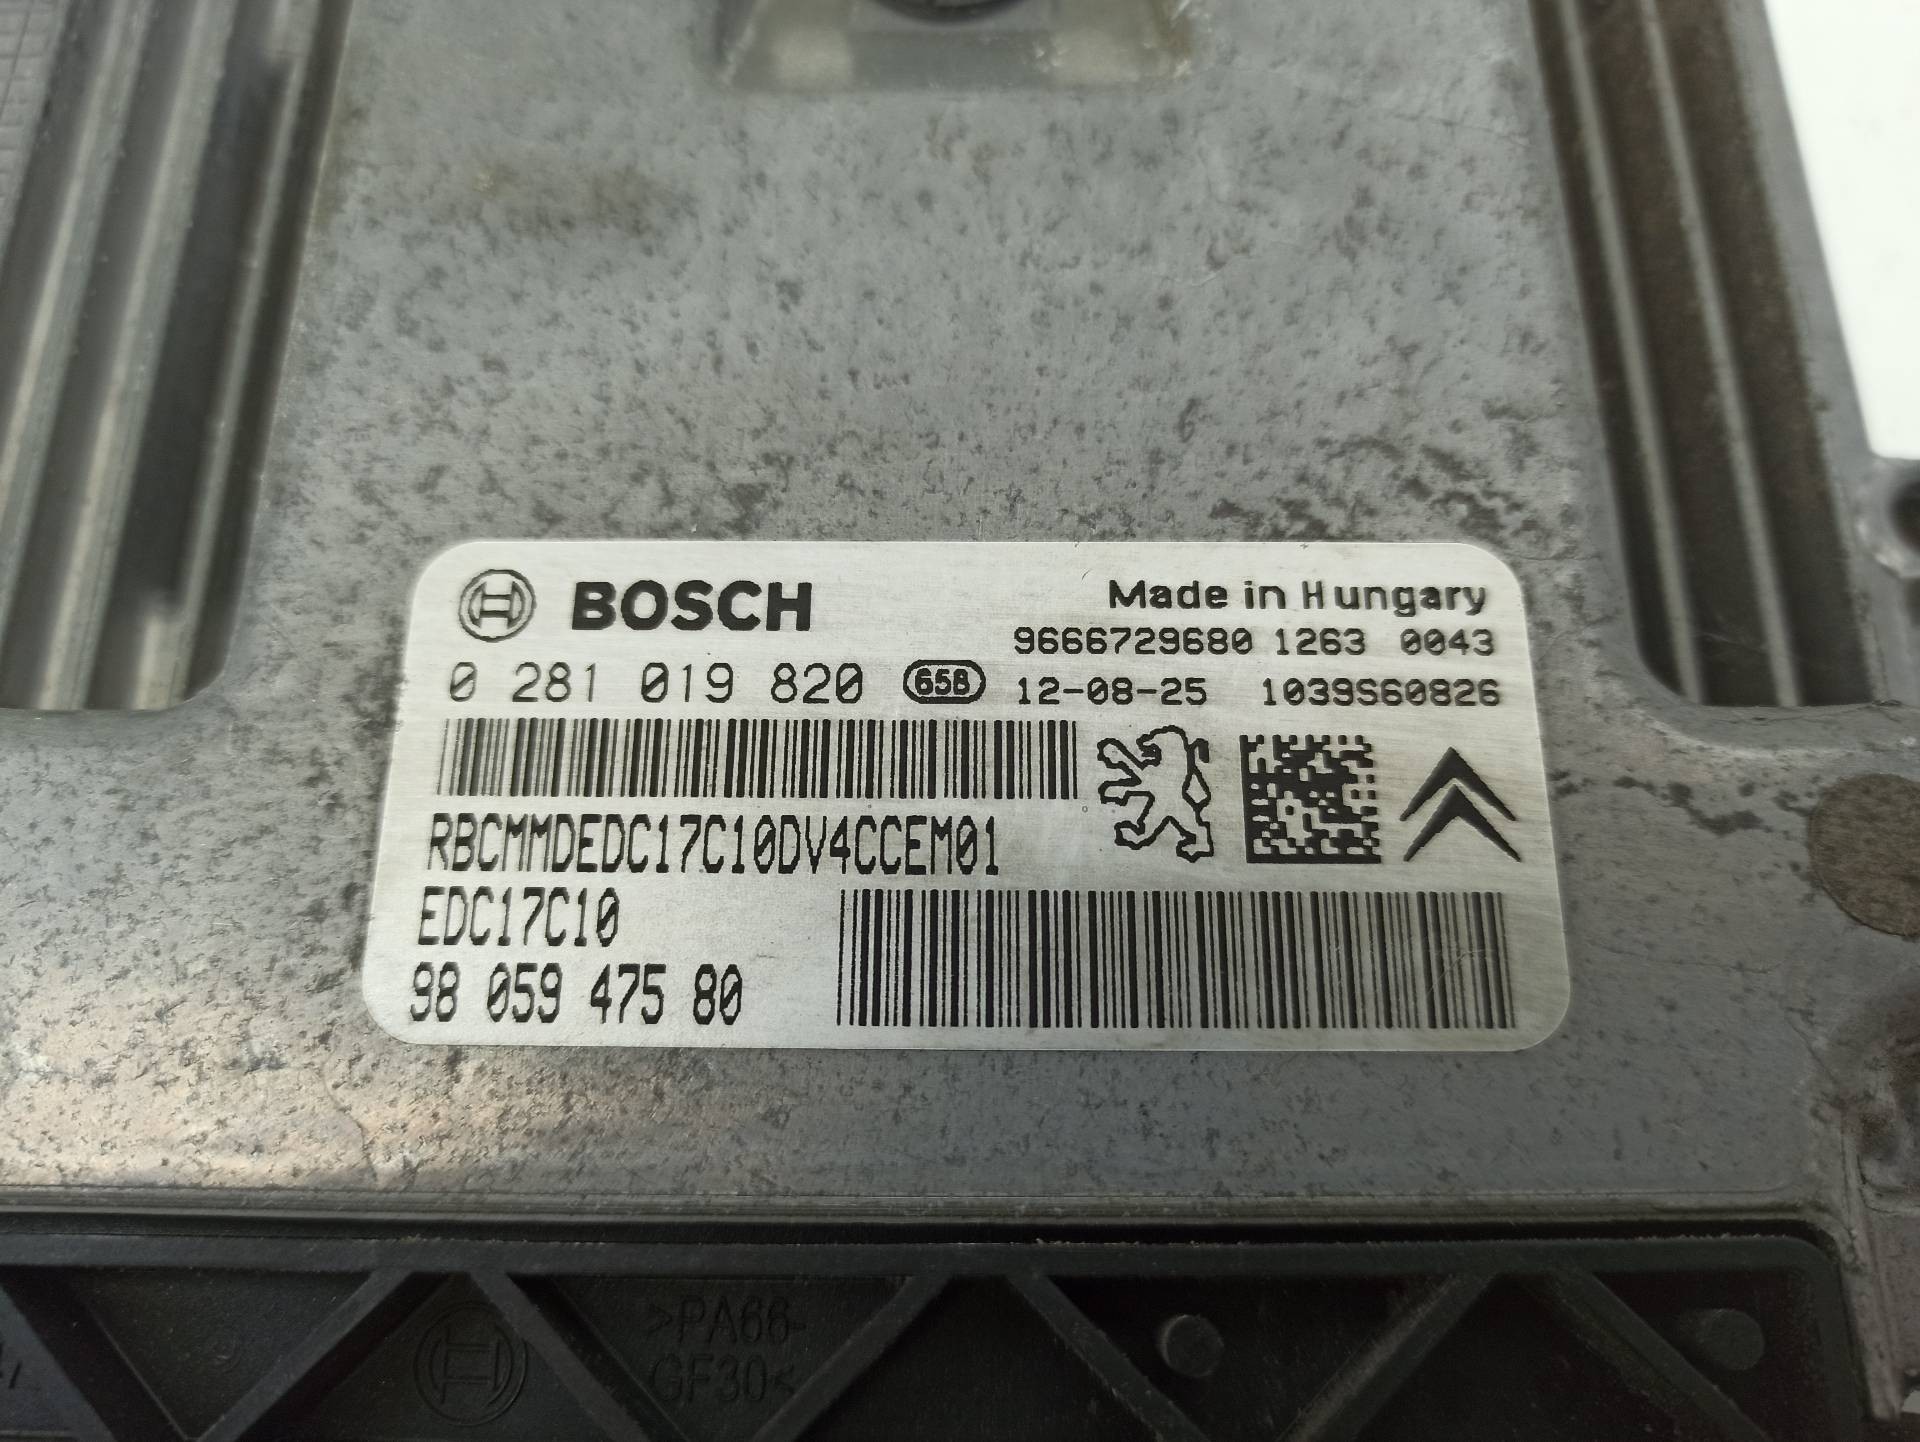 BOSCH
Made in Hungary
9666729680 1263 0043
0 281 019 820 658 12-08-25 1039S60826
RBCMMDEDC17C10DV4CCEM01
EDC17C10
98 059 475 80
>PA66-
GF30<